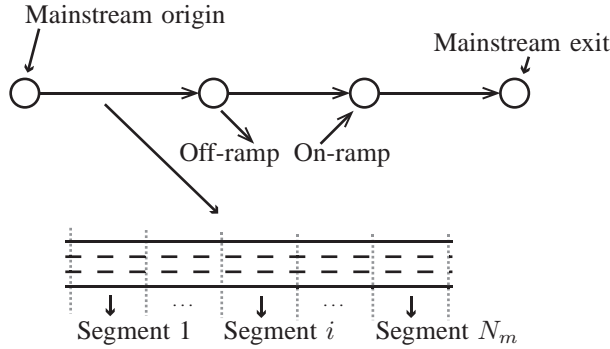 Mainstream origin
Mainstream exit
Off-ramp On-ramp
... ...
Segment 1 Segment i Segment N_m